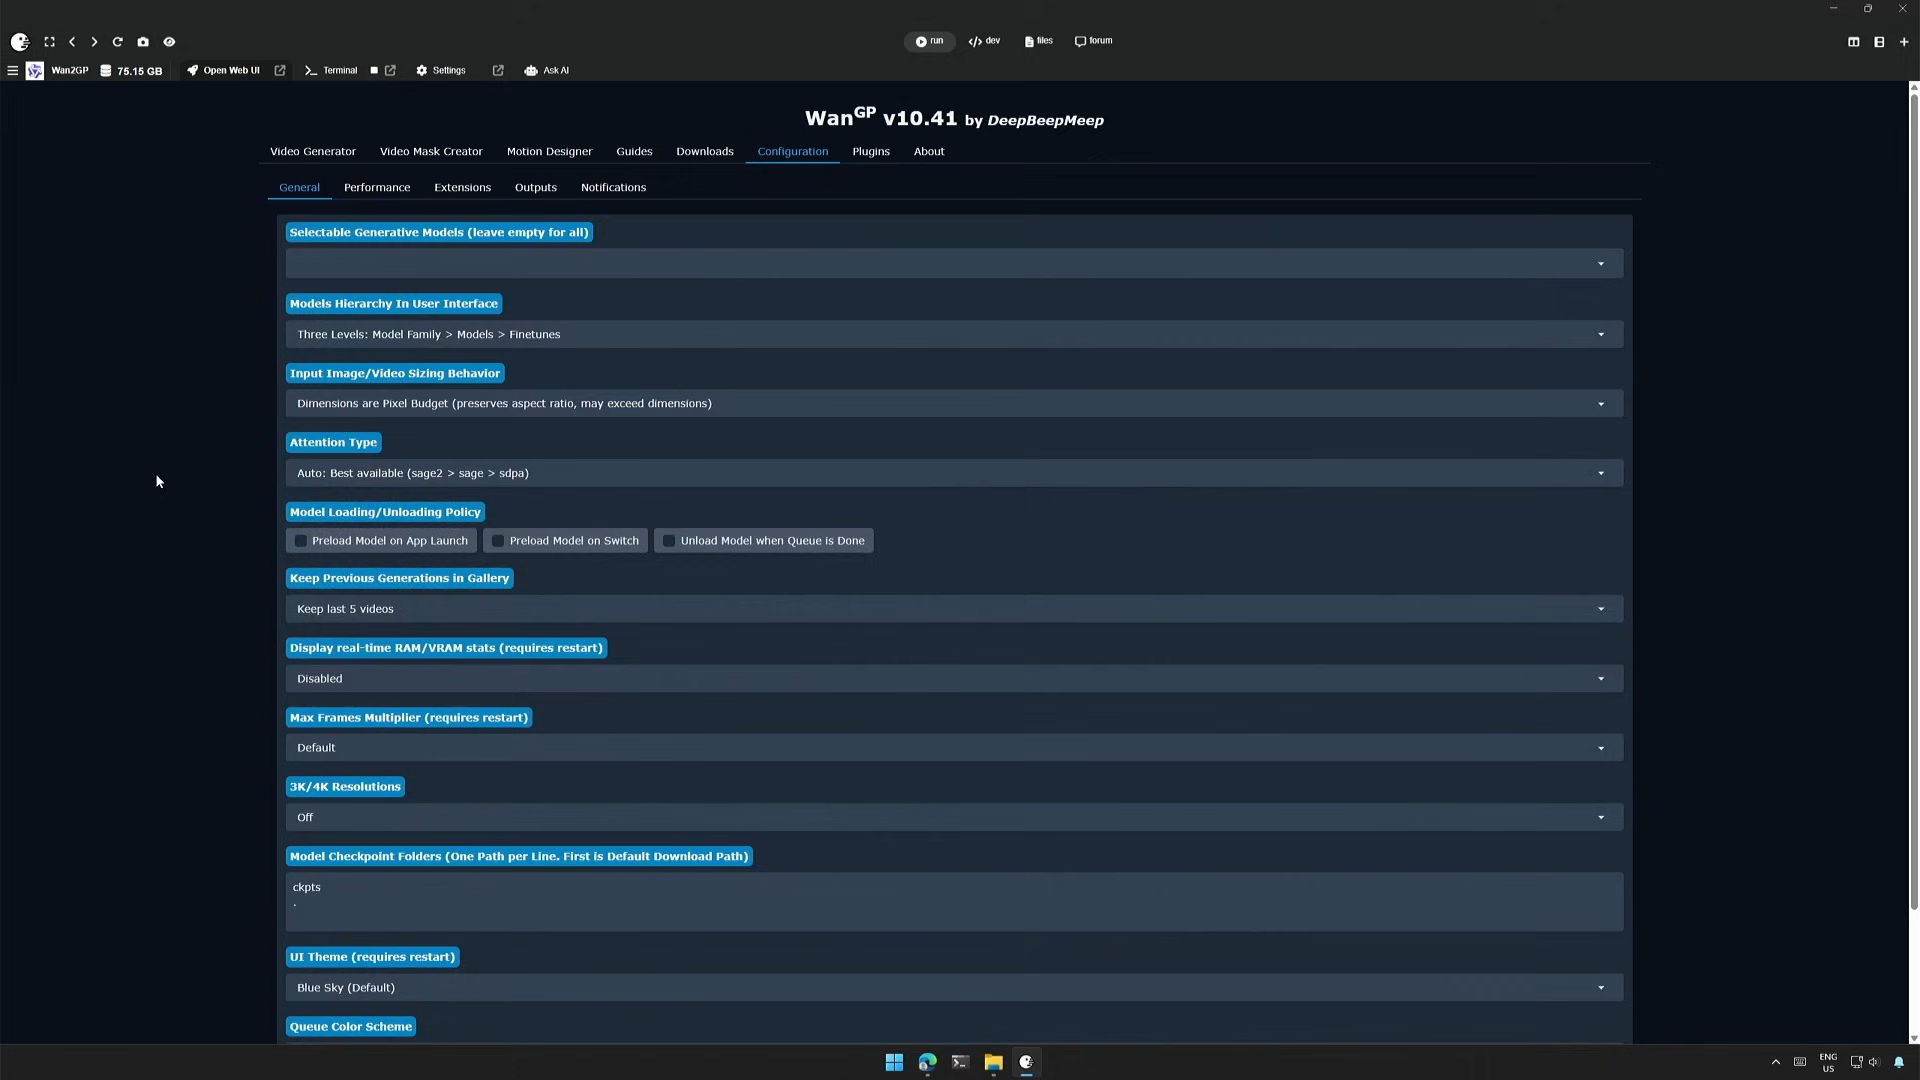 run
dev
files
forum
Wan2GP
75.15 GB
Open Web UI
Terminal
Settings
Ask AI
WanGP v10.41 by DeepBeepMeep
Video Generator
Video Mask Creator
Motion Designer
Guides
Downloads
Configuration
Plugins
About
General
Performance
Extensions
Outputs
Notifications
Selectable Generative Models (leave empty for all)
Models Hierarchy In User Interface
Three Levels: Model Family > Models > Finetunes
Input Image/Video Sizing Behavior
Dimensions are Pixel Budget (preserves aspect ratio, may exceed dimensions)
Attention Type
Auto: Best available (sage2 > sage > sdpa)
Model Loading/Unloading Policy
Preload Model on App Launch
Preload Model on Switch
Unload Model when Queue is Done
Keep Previous Generations in Gallery
Keep last 5 videos
Display real-time RAM/VRAM stats (requires restart)
Disabled
Max Frames Multiplier (requires restart)
Default
3K/4K Resolutions
Off
Model Checkpoint Folders (One Path per Line. First is Default Download Path)
ckpts
.
UI Theme (requires restart)
Blue Sky (Default)
Queue Color Scheme
ENG
US